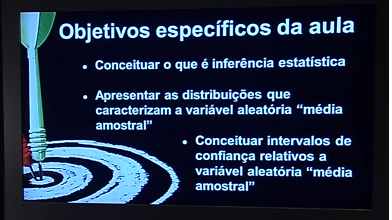 Objetivos específicos da aula
• Conceituar o que é inferência estatística
• Apresentar as distribuições que
caracterizam a variável aleatória "média
amostral"
• Conceituar intervalos de
confiança relativos a
variável aleatória "média
amostral"